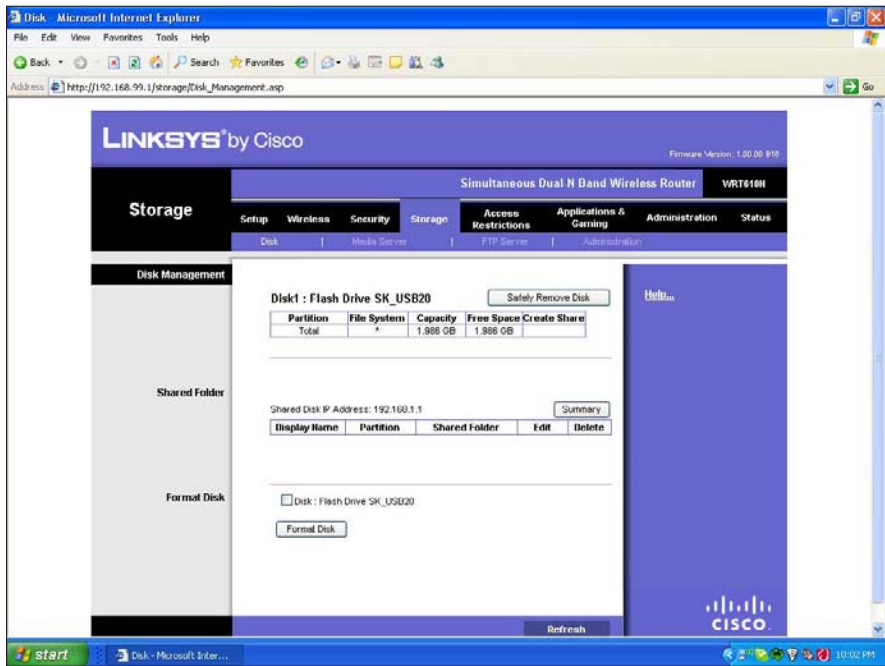 Disk - Microsoft Internet Explorer
File Edit View Favorites Tools Help
Back Search Favorites
Address http://192.168.99.1/storage/Disk_Management.asp Go
LINKSYS® by Cisco
Firmware Version: 1.00.00 B18
Simultaneous Dual N Band Wireless Router WRT610N
Storage
Setup Wireless Security Storage Access Restrictions Applications & Gaming Administration Status
Disk | Media Server | FTP Server | Administration
Disk Management
Help...
Disk1 : Flash Drive SK_USB20 Safely Remove Disk
Partition File System Capacity Free Space Create Share
Total * 1.986 GB 1.986 GB
Shared Folder
Shared Disk IP Address: 192.168.1.1 Summary
Display Name Partition Shared Folder Edit Delete
Format Disk
Disk : Flash Drive SK_USB20
Format Disk
Refresh
CISCO.
start Disk - Microsoft Inter... 10:02 PM